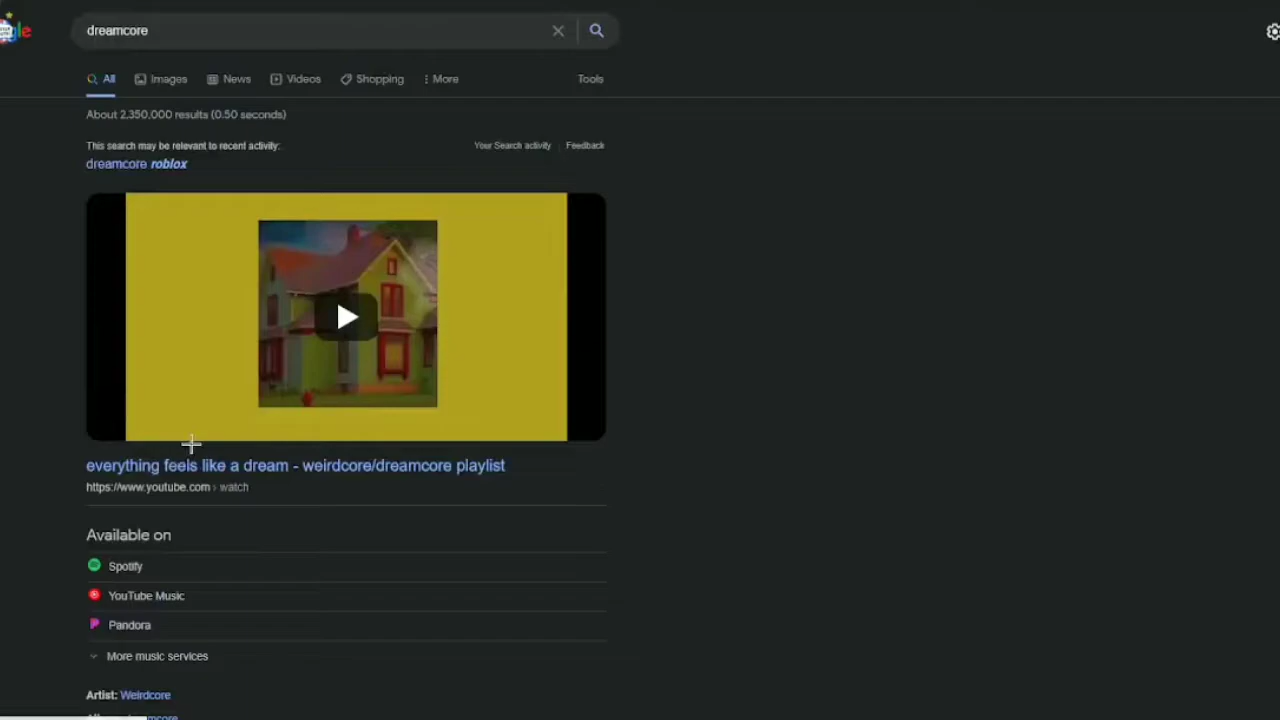 dreamcore
All Images News Videos Shopping More Tools
About 2,350,000 results (0.50 seconds)
This search may be relevant to recent activity: Your Search activity Feedback
dreamcore roblox
everything feels like a dream - weirdcore/dreamcore playlist
https://www.youtube.com › watch
Available on
Spotify
YouTube Music
Pandora
More music services
Artist: Weirdcore